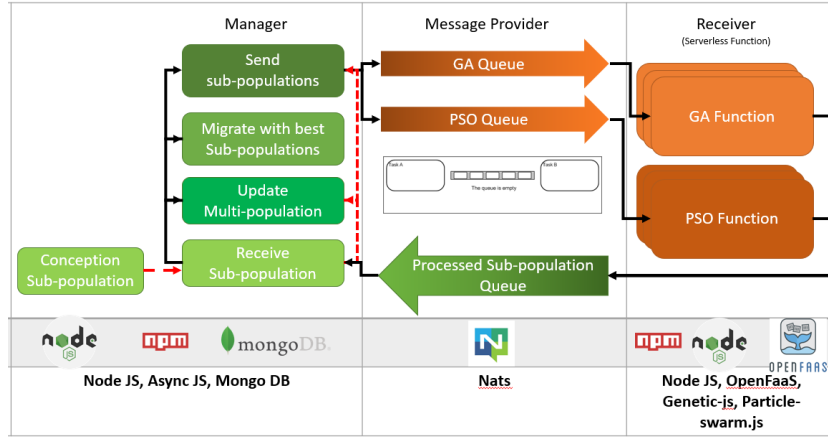 Manager
Message Provider
Receiver
(Serverless Function)
Send
sub-populations
GA Queue
GA Function
Migrate with best
Sub-populations
PSO Queue
Task A
Task B
The queue is empty
Update
Multi-population
PSO Function
Conception
Sub-population
Receive
Sub-population
Processed Sub-population
Queue
node
JS
npm
mongoDB.
N
npm
node
JS
OPENFAAS
Node JS, Async JS, Mongo DB
Nats
Node JS, OpenFaaS,
Genetic-js, Particle-
swarm.js